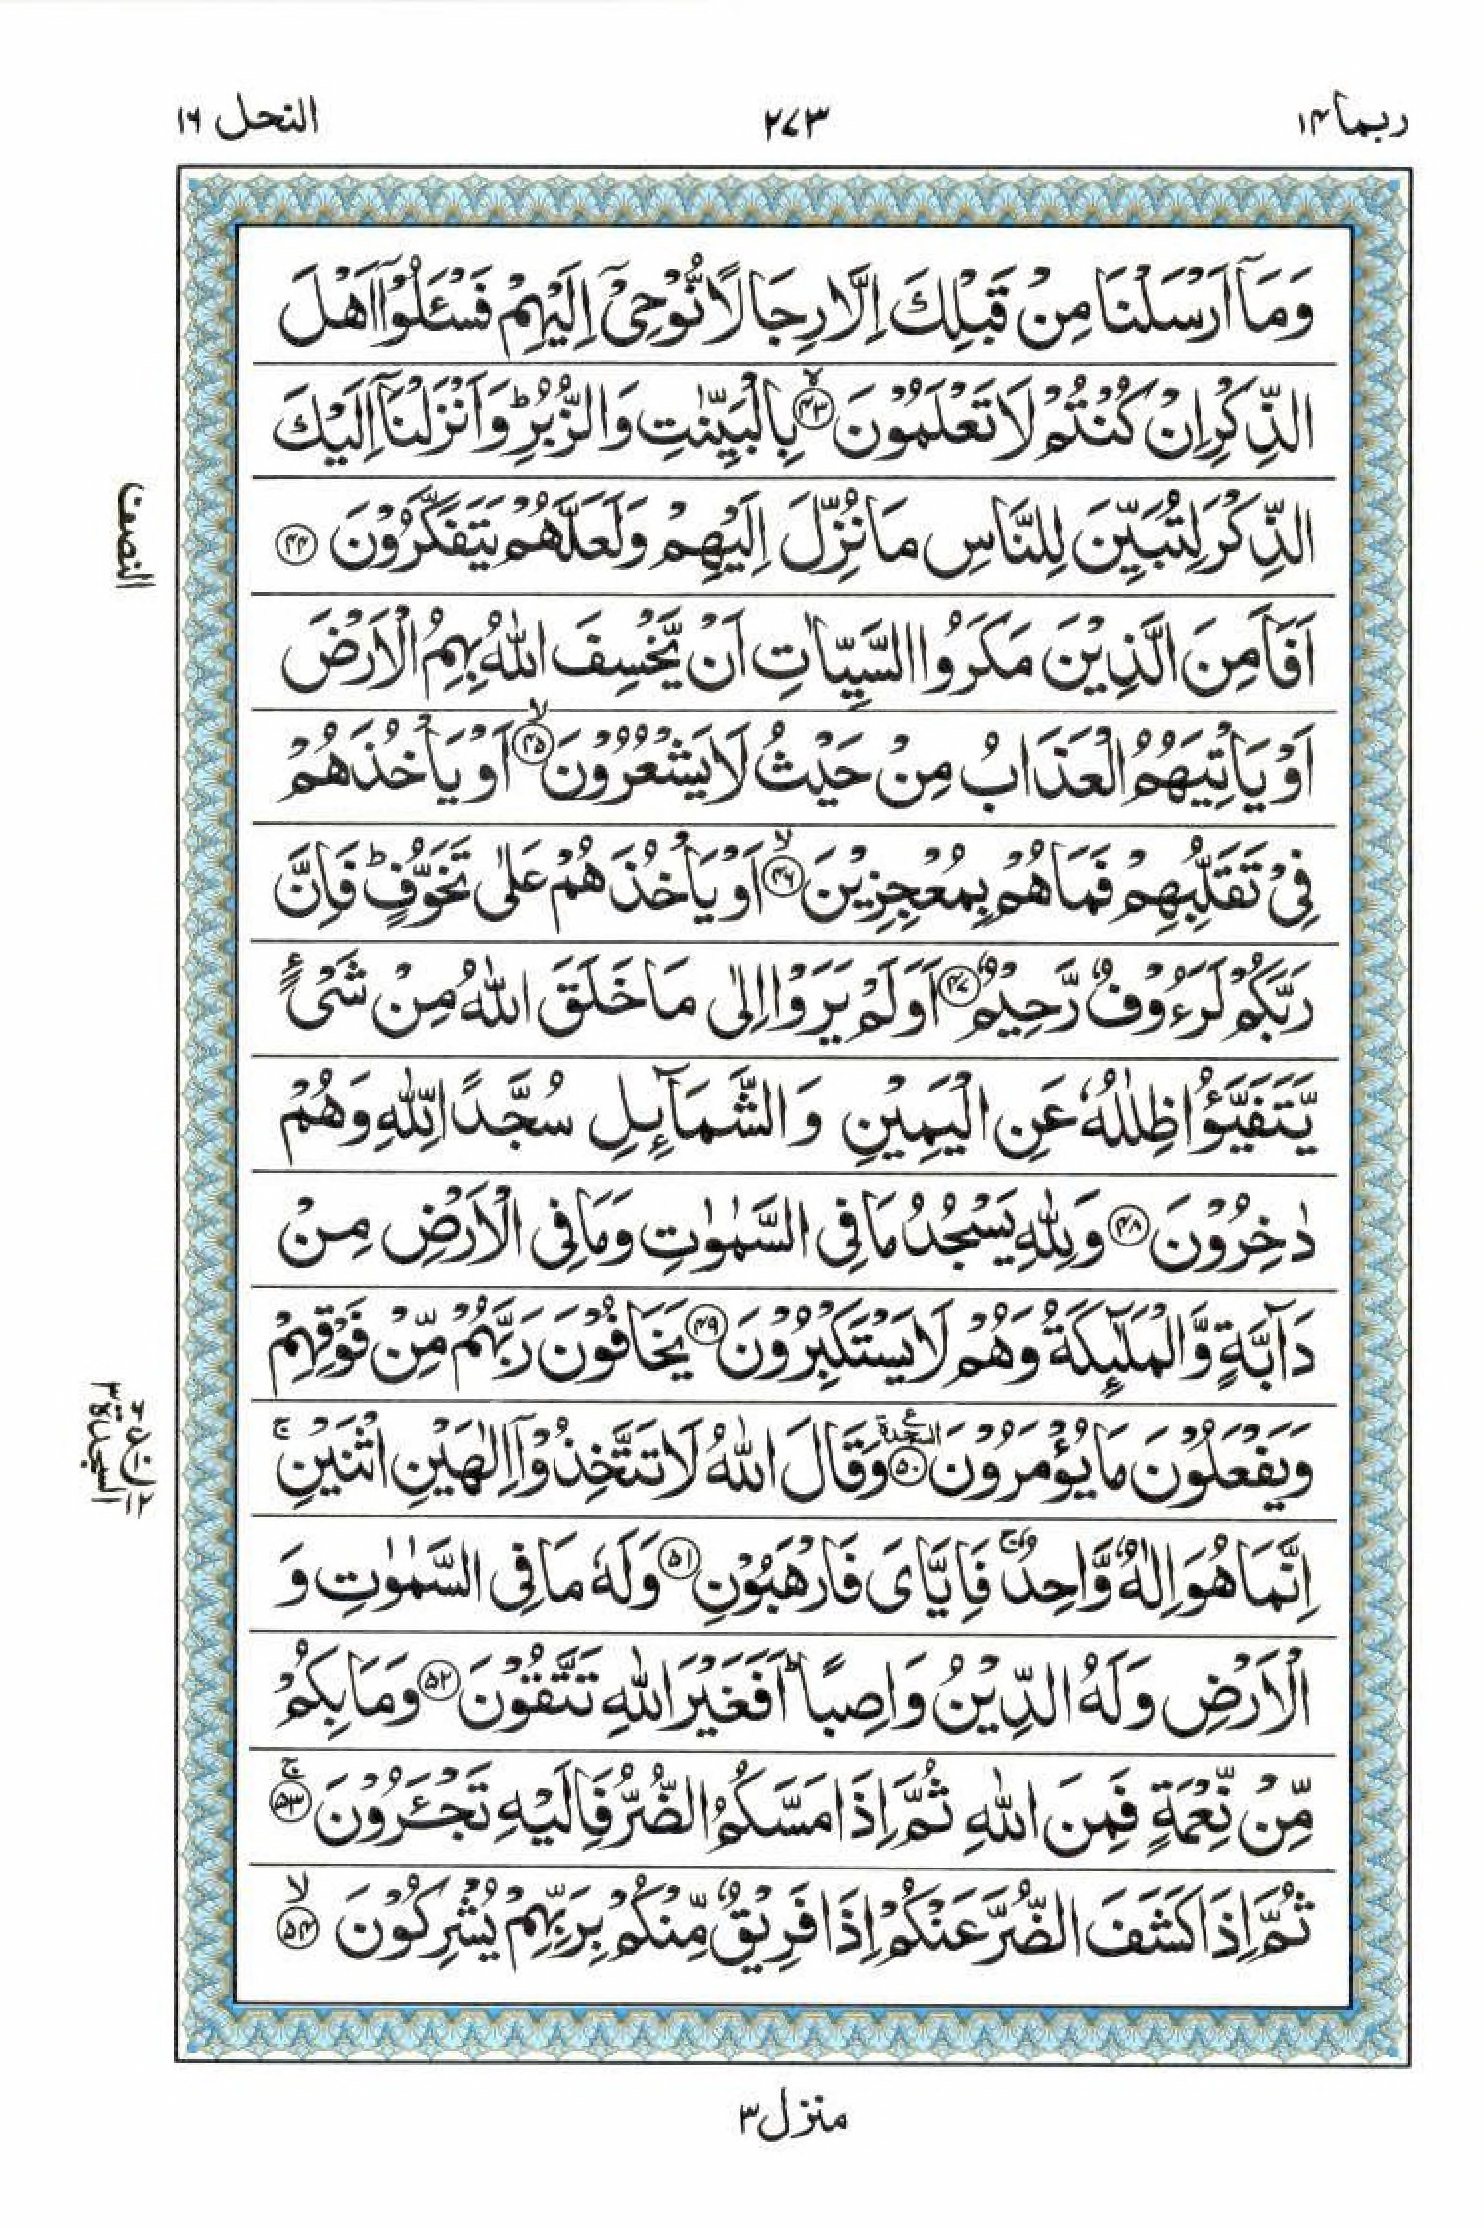 ربما ١٤
٢٧٣
النحل ١٦
وَمَاۤ اَرْسَلْنَا مِنْ قَبْلِكَ اِلَّا رِجَالًا نُّوْحِیْۤ اِلَیْهِمْ فَسْـَٔلُوْۤا اَهْلَ
الذِّكْرِ اِنْ كُنْتُمْ لَا تَعْلَمُوْنَۙ ﴿۴۳﴾ بِالْبَیِّنٰتِ وَالزُّبُرِؕ وَاَنْزَلْنَاۤ اِلَیْكَ
الذِّكْرَ لِتُبَیِّنَ لِلنَّاسِ مَا نُزِّلَ اِلَیْهِمْ وَلَعَلَّهُمْ یَتَفَكَّرُوْنَ ﴿۴۴﴾
النصف
اَفَاَمِنَ الَّذِیْنَ مَكَرُوا السَّیِّاٰتِ اَنْ یَّخْسِفَ اللّٰهُ بِهِمُ الْاَرْضَ
اَوْ یَاْتِیَهُمُ الْعَذَابُ مِنْ حَیْثُ لَا یَشْعُرُوْنَۙ ﴿۴۵﴾ اَوْ یَاْخُذَهُمْ
فِیْ تَقَلُّبِهِمْ فَمَا هُمْ بِمُعْجِزِیْنَۙ ﴿۴۶﴾ اَوْ یَاْخُذَهُمْ عَلٰی تَخَوُّفٍؕ فَاِنَّ
رَبَّكُمْ لَرَءُوْفٌ رَّحِیْمٌ ﴿۴۷﴾ اَوَلَمْ یَرَوْا اِلٰی مَا خَلَقَ اللّٰهُ مِنْ شَیْءٍ
یَّتَفَیَّؤُا ظِلٰلُهٗ عَنِ الْیَمِیْنِ وَالشَّمَآىِٕلِ سُجَّدًا لِّلّٰهِ وَهُمْ
دٰخِرُوْنَ ﴿۴۸﴾ وَلِلّٰهِ یَسْجُدُ مَا فِی السَّمٰوٰتِ وَمَا فِی الْاَرْضِ مِنْ
دَآبَّةٍ وَّالْمَلٰٓىِٕكَةُ وَهُمْ لَا یَسْتَكْبِرُوْنَ ﴿۴۹﴾ یَخَافُوْنَ رَبَّهُمْ مِّنْ فَوْقِهِمْ
وَیَفْعَلُوْنَ مَا یُؤْمَرُوْنَ ﴿۵۰﴾ السجدة وَقَالَ اللّٰهُ لَا تَتَّخِذُوْۤا اِلٰهَیْنِ اثْنَیْنِۚ
السجدة ٣
اِنَّمَا هُوَ اِلٰهٌ وَّاحِدٌۚ فَاِیَّایَ فَارْهَبُوْنِ ﴿۵۱﴾ وَلَهٗ مَا فِی السَّمٰوٰتِ وَ
الْاَرْضِ وَلَهُ الدِّیْنُ وَاصِبًاؕ اَفَغَیْرَ اللّٰهِ تَتَّقُوْنَ ﴿۵۲﴾ وَمَا بِكُمْ
مِّنْ نِّعْمَةٍ فَمِنَ اللّٰهِ ثُمَّ اِذَا مَسَّكُمُ الضُّرُّ فَاِلَیْهِ تَجْـَٔرُوْنَۚ ﴿۵۳﴾
ثُمَّ اِذَا كَشَفَ الضُّرَّ عَنْكُمْ اِذَا فَرِیْقٌ مِّنْكُمْ بِرَبِّهِمْ یُشْرِكُوْنَۙ ﴿۵۴﴾
منزل ٣